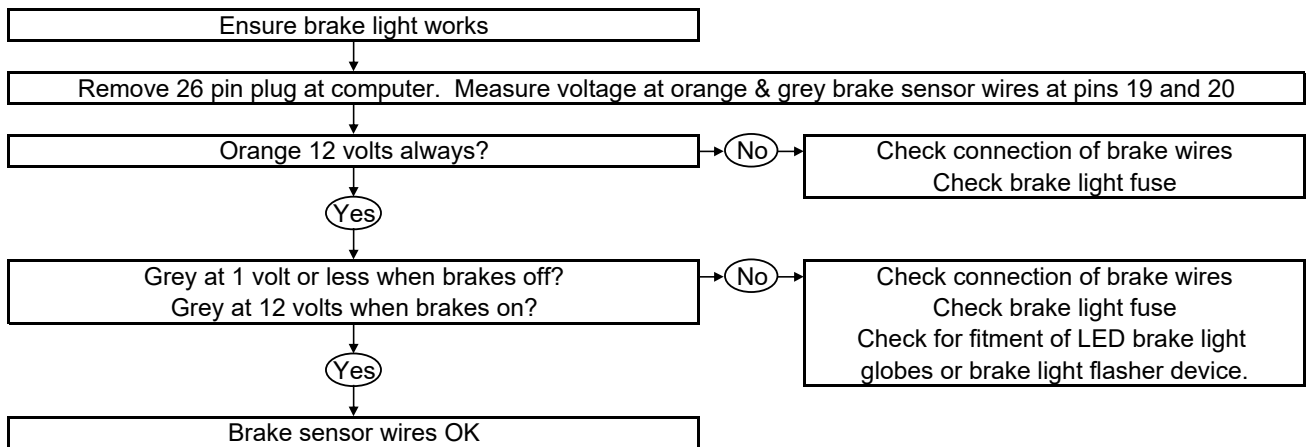 Ensure brake light works
Remove 26 pin plug at computer.  Measure voltage at orange & grey brake sensor wires at pins 19 and 20
Orange 12 volts always?
No
Check connection of brake wires
Check brake light fuse
Yes
Grey at 1 volt or less when brakes off?
Grey at 12 volts when brakes on?
No
Check connection of brake wires
Check brake light fuse
Check for fitment of LED brake light
globes or brake light flasher device.
Yes
Brake sensor wires OK